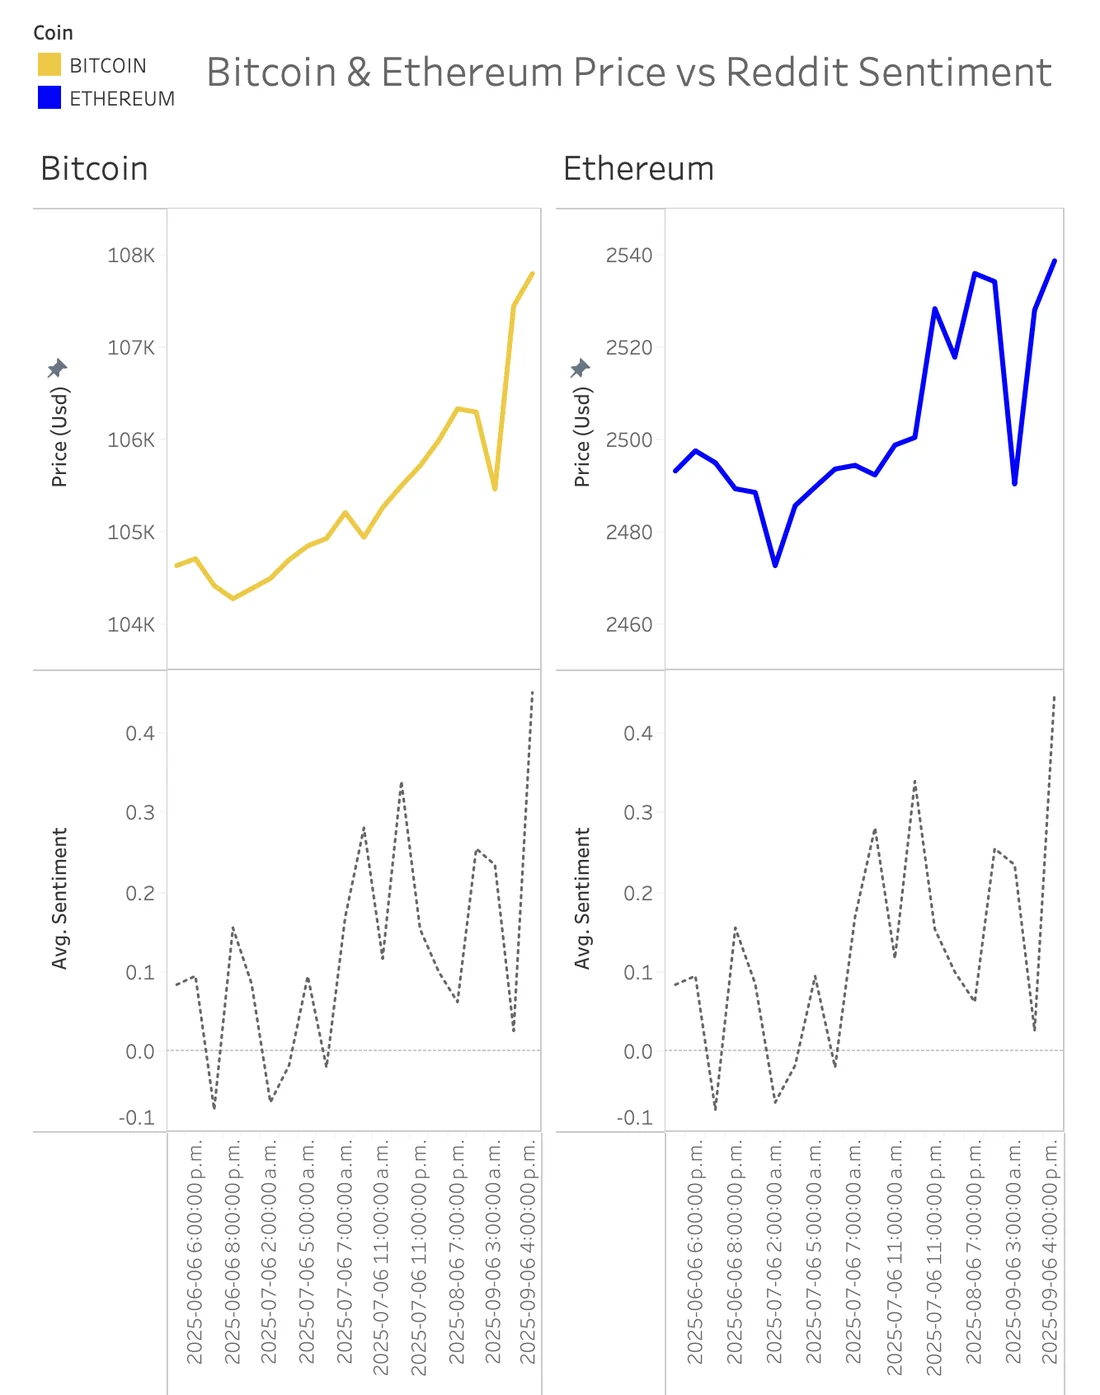 Coin
BITCOIN
ETHEREUM
Bitcoin & Ethereum Price vs Reddit Sentiment
Bitcoin
108K
107K
106K
105K
104K
Price (Usd)
0.4
0.3
0.2
0.1
0.0
-0.1
Avg. Sentiment
2025-06-06 6:00:00 p.m.
2025-06-06 8:00:00 p.m.
2025-07-06 2:00:00 a.m.
2025-07-06 5:00:00 a.m.
2025-07-06 7:00:00 a.m.
2025-07-06 11:00:00 a.m.
2025-07-06 11:00:00 p.m.
2025-08-06 7:00:00 p.m.
2025-09-06 3:00:00 a.m.
2025-09-06 4:00:00 p.m.
Ethereum
2540
2520
2500
2480
2460
Price (Usd)
0.4
0.3
0.2
0.1
0.0
-0.1
Avg. Sentiment
2025-06-06 6:00:00 p.m.
2025-06-06 8:00:00 p.m.
2025-07-06 2:00:00 a.m.
2025-07-06 5:00:00 a.m.
2025-07-06 7:00:00 a.m.
2025-07-06 11:00:00 a.m.
2025-07-06 11:00:00 p.m.
2025-08-06 7:00:00 p.m.
2025-09-06 3:00:00 a.m.
2025-09-06 4:00:00 p.m.